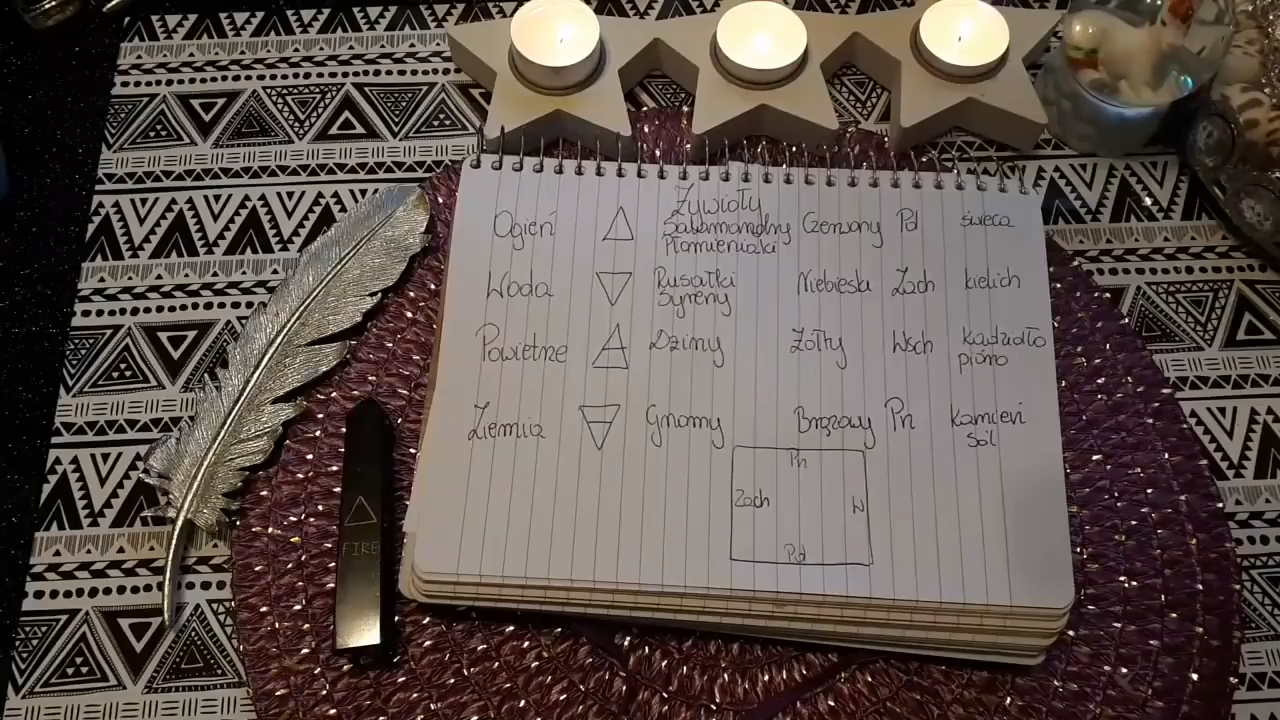 Żywioły
Ogień Salamandry Czerwony Pd świeca
Płomieniaki
Woda Rusałki Niebieski Zach kielich
Syreny
Powietrze Dżiny Żółty Wsch Kadzidło
pióro
Ziemia Gnomy Brązowy Pn Kamień
sól
Pn
Zach W
Pd
FIRE